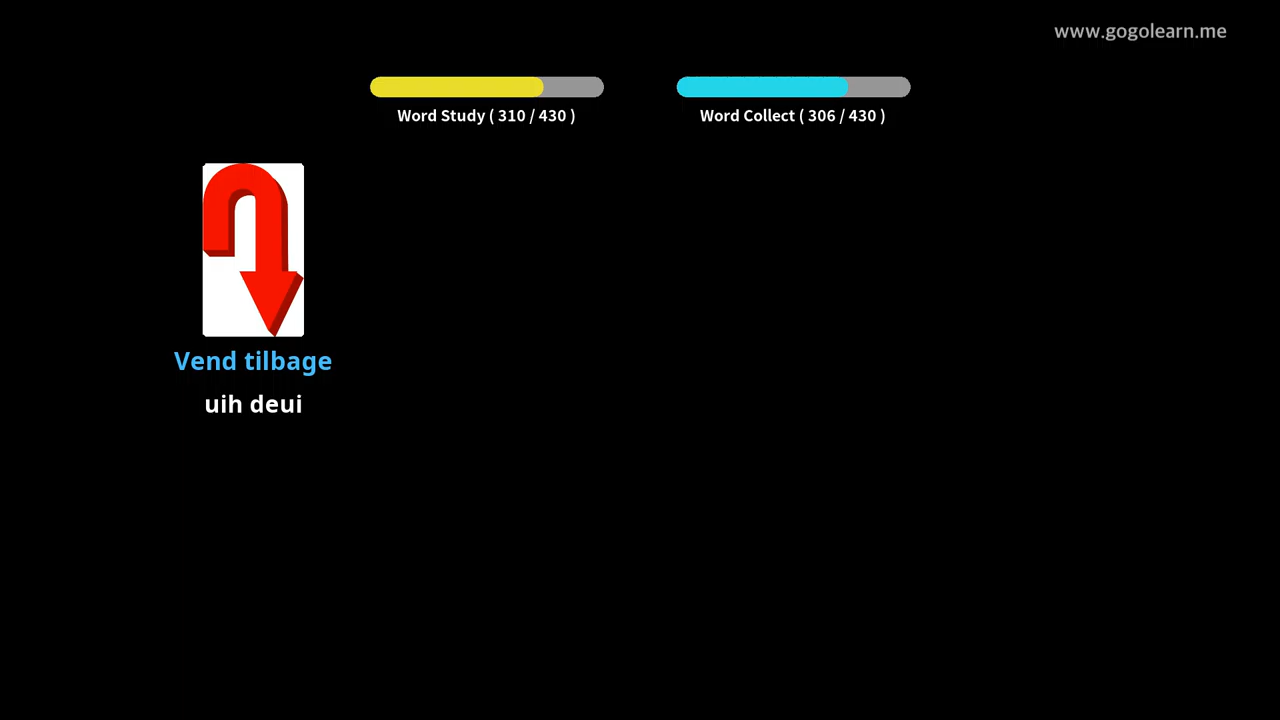 www.gogolearn.me
Word Study ( 310 / 430 )
Word Collect ( 306 / 430 )
Vend tilbage
uih deui